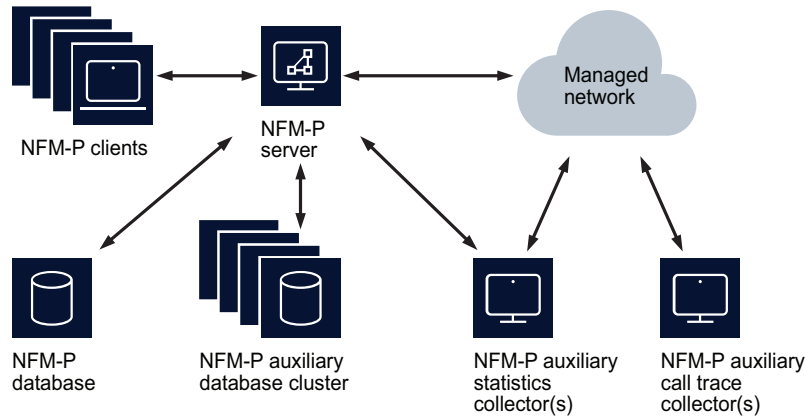 Managed
network
NFM-P clients
NFM-P
server
NFM-P
database
NFM-P auxiliary
database cluster
NFM-P auxiliary
statistics
collector(s)
NFM-P auxiliary
call trace
collector(s)